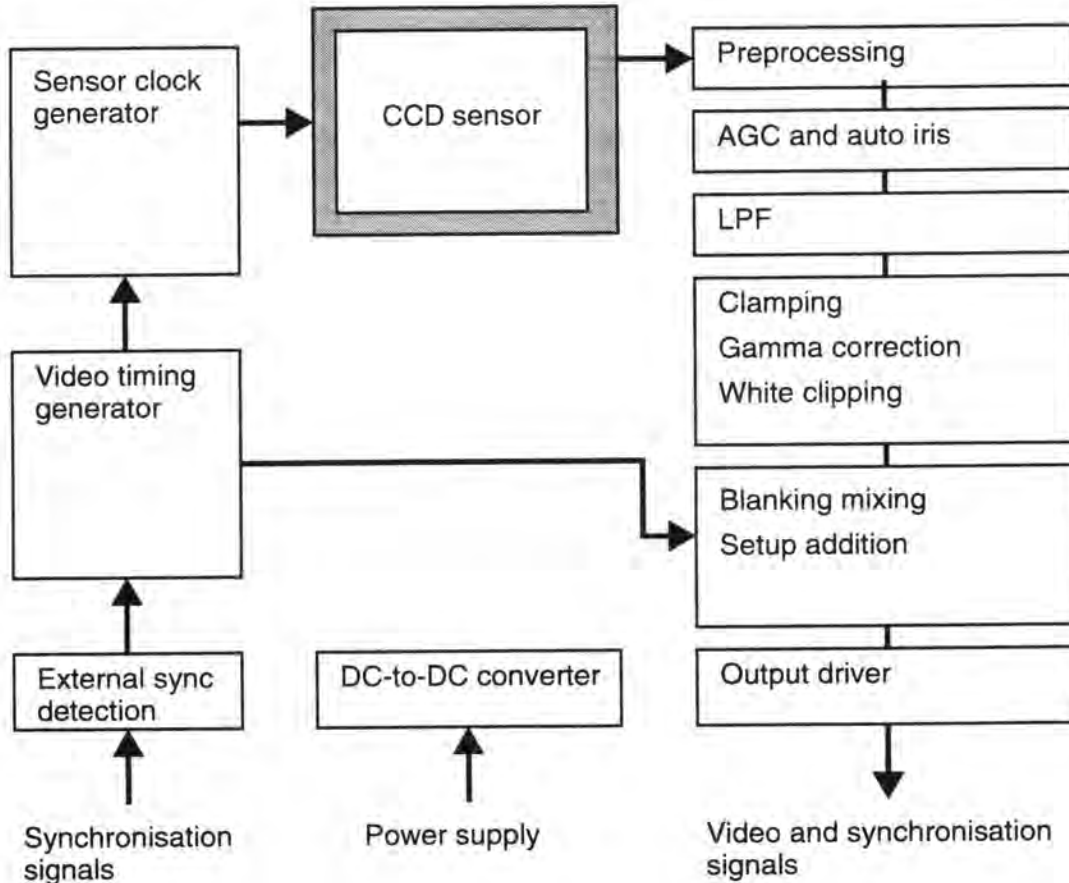 Sensor clock
generator
CCD sensor
Preprocessing
AGC and auto iris
LPF
Clamping
Gamma correction
White clipping
Video timing
generator
Blanking mixing
Setup addition
External sync
detection
DC-to-DC converter
Output driver
Synchronisation
signals
Power supply
Video and synchronisation
signals